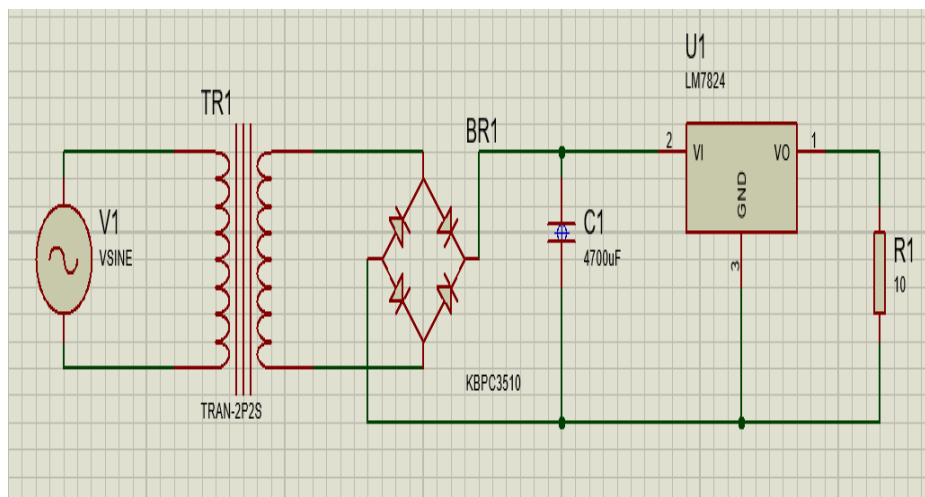 U1
LM7824
TR1
BR1
2
VI
VO
1
GND
3
V1
VSINE
C1
4700uF
R1
10
KBPC3510
TRAN-2P2S